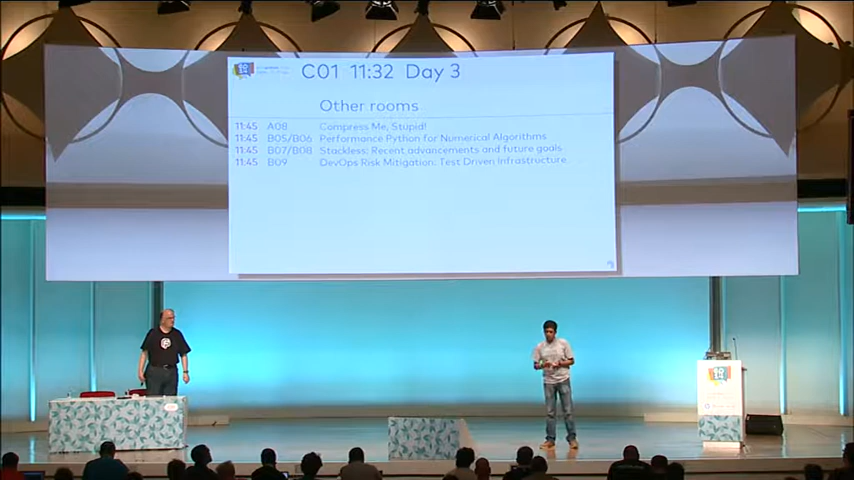 C01 11:32 Day 3
Other rooms
11:45 A08 Compress Me, Stupid!
11:45 B05/B06 Performance Python for Numerical Algorithms
11:45 B07/B08 Stackless: Recent advancements and future goals
11:45 B09 DevOps Risk Mitigation: Test Driven Infrastructure